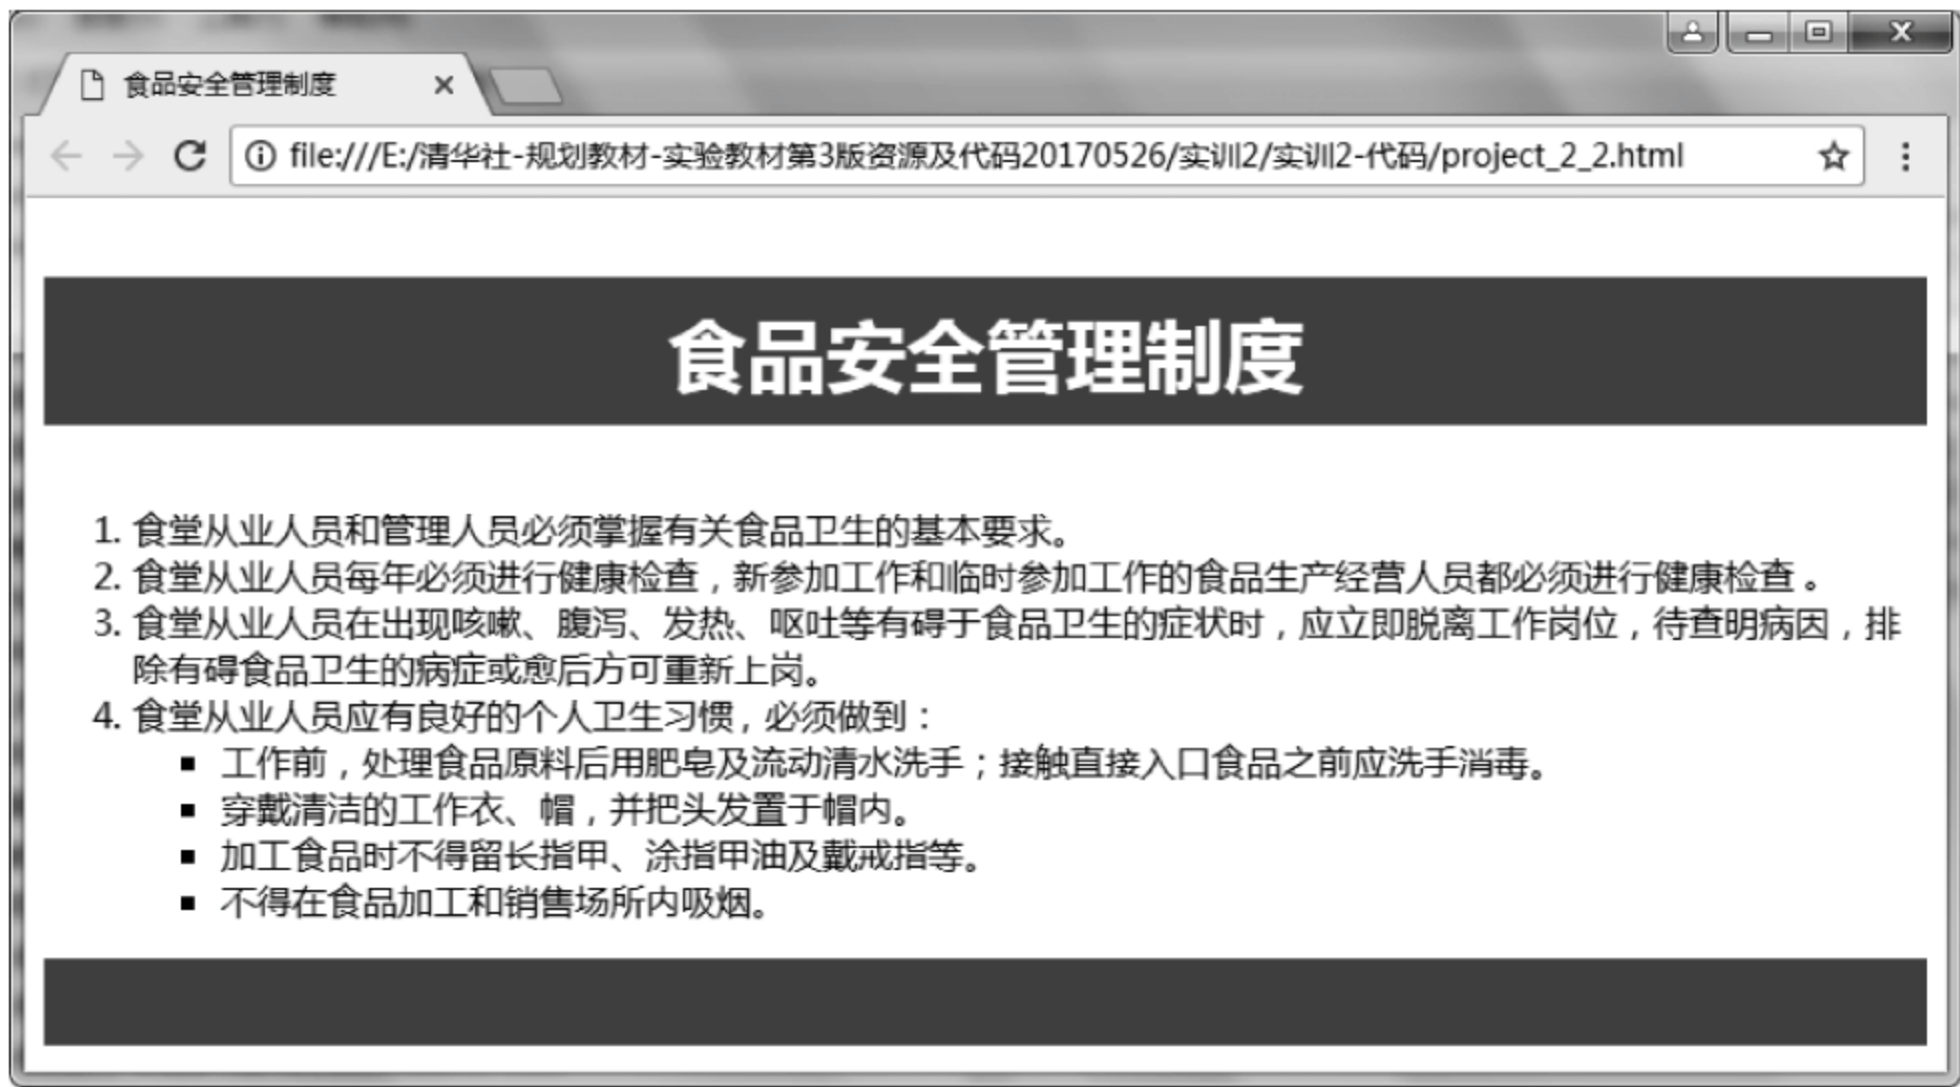 食品安全管理制度
file:///E:/清华社-规划教材-实验教材第3版资源及代码20170526/实训2/实训2-代码/project_2_2.html
食品安全管理制度
1. 食堂从业人员和管理人员必须掌握有关食品卫生的基本要求。
2. 食堂从业人员每年必须进行健康检查，新参加工作和临时参加工作的食品生产经营人员都必须进行健康检查 。
3. 食堂从业人员在出现咳嗽、腹泻、发热、呕吐等有碍于食品卫生的症状时，应立即脱离工作岗位，待查明病因，排
除有碍食品卫生的病症或愈后方可重新上岗。
4. 食堂从业人员应有良好的个人卫生习惯，必须做到：
■ 工作前，处理食品原料后用肥皂及流动清水洗手；接触直接入口食品之前应洗手消毒。
■ 穿戴清洁的工作衣、帽，并把头发置于帽内。
■ 加工食品时不得留长指甲、涂指甲油及戴戒指等。
■ 不得在食品加工和销售场所内吸烟。